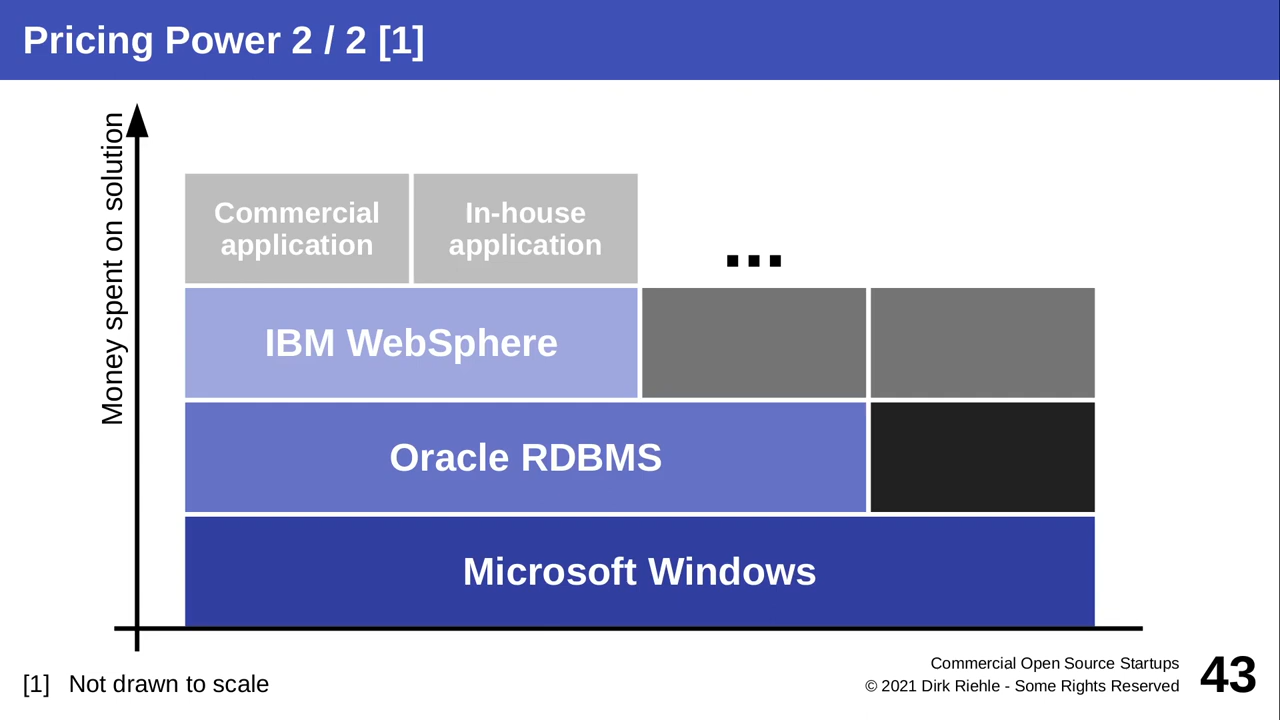 Pricing Power 2 / 2 [1]
Money spent on solution
Commercial
application
In-house
application
...
IBM WebSphere
Oracle RDBMS
Microsoft Windows
[1] Not drawn to scale
Commercial Open Source Startups
© 2021 Dirk Riehle - Some Rights Reserved
43